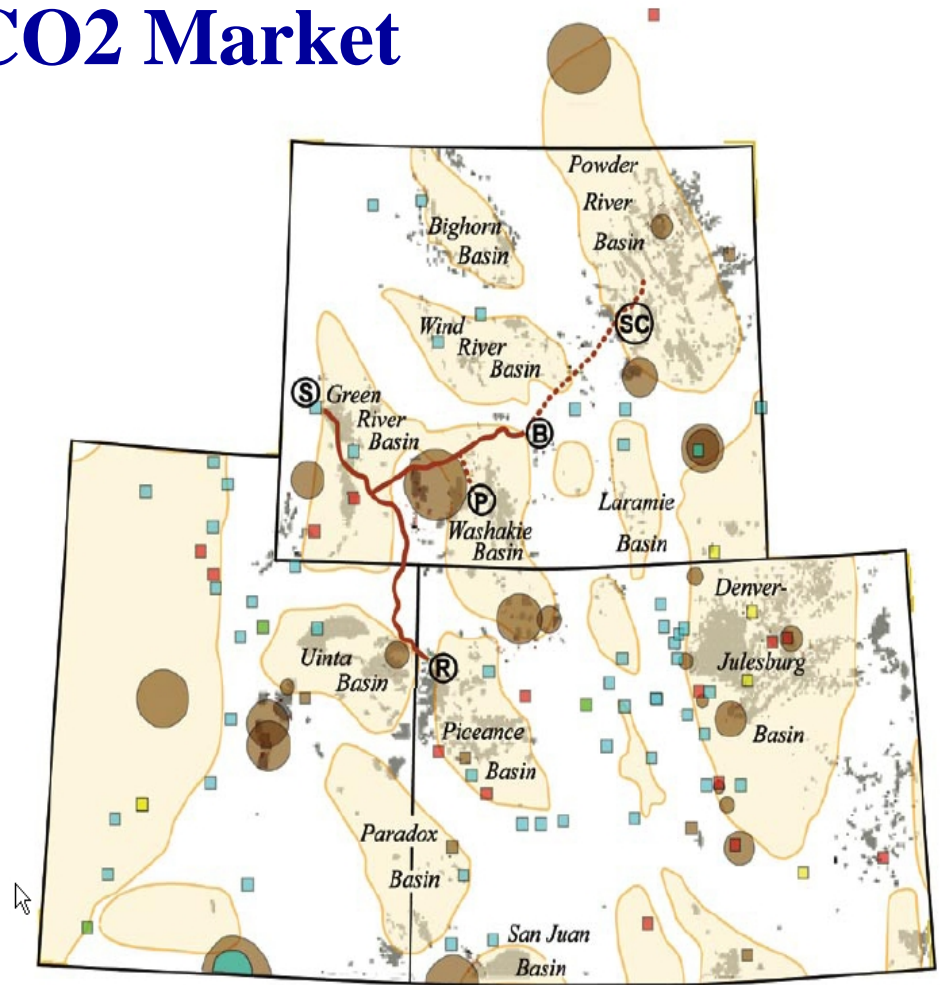 CO2 Market
Powder
River
Basin
Bighorn
Basin
Wind
River
Basin
SC
S
Green
River
Basin
B
P
Washakie
Basin
Laramie
Basin
Denver-
Julesburg
Basin
Uinta
Basin
R
Piceance
Basin
Paradox
Basin
San Juan
Basin